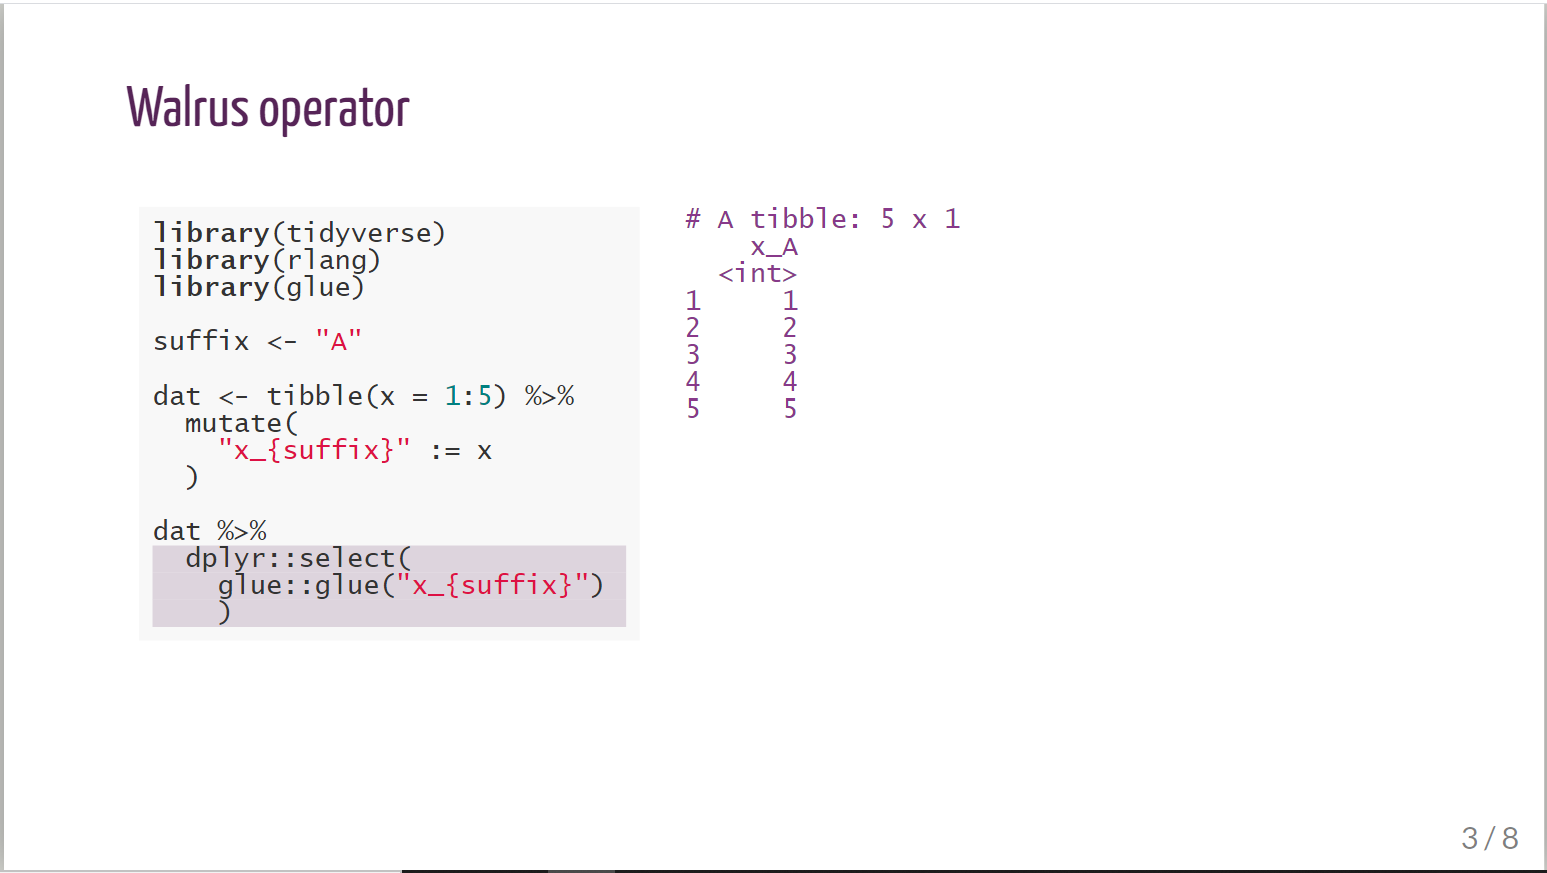 Walrus operator
library(tidyverse)
library(rlang)
library(glue)
suffix <- "A"
dat <- tibble(x = 1:5) %>%
  mutate(
    "x_{suffix}" := x
  )
dat %>%
  dplyr::select(
    glue::glue("x_{suffix}")
    )
# A tibble: 5 x 1
    x_A
  <int>
1     1
2     2
3     3
4     4
5     5
3 / 8